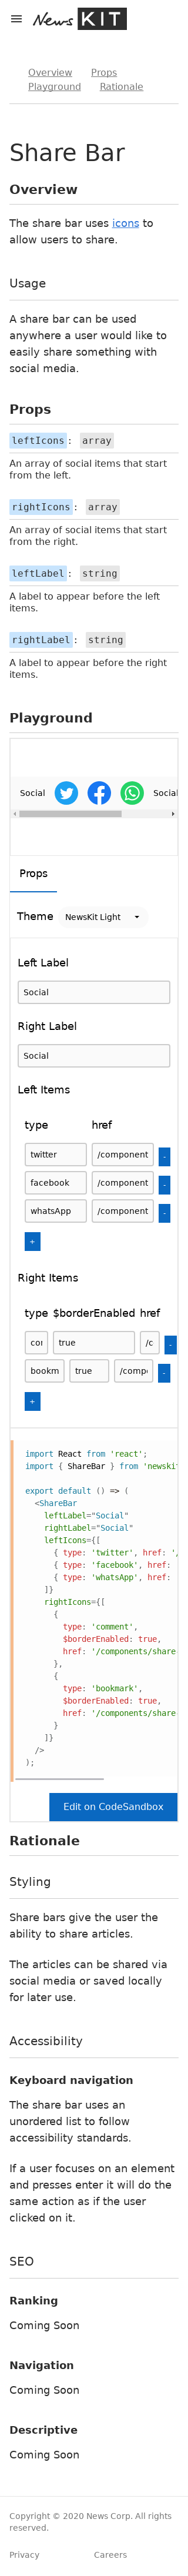 News KIT
Overview
Props
Playground
Rationale
Share Bar
Overview
The share bar uses icons to
allow users to share.
Usage
A share bar can be used
anywhere a user would like to
easily share something with
social media.
Props
leftIcons: array
An array of social items that start
from the left.
rightIcons: array
An array of social items that start
from the right.
leftLabel: string
A label to appear before the left
items.
rightLabel: string
A label to appear before the right
items.
Playground
Social
Social
Props
Theme NewsKit Light
Left Label
Social
Right Label
Social
Left Items
type href
twitter /component -
facebook /component -
whatsApp /component -
+
Right Items
type $borderEnabled href
con true /c -
bookm true /compo -
+
import React from 'react';
import { ShareBar } from 'newskit
export default () => (
<ShareBar
leftLabel="Social"
rightLabel="Social"
leftIcons={[
{ type: 'twitter', href: '/
{ type: 'facebook', href:
{ type: 'whatsApp', href:
]}
rightIcons={[
{
type: 'comment',
$borderEnabled: true,
href: '/components/share
},
{
type: 'bookmark',
$borderEnabled: true,
href: '/components/share
}
]}
/>
);
Edit on CodeSandbox
Rationale
Styling
Share bars give the user the
ability to share articles.
The articles can be shared via
social media or saved locally
for later use.
Accessibility
Keyboard navigation
The share bar uses an
unordered list to follow
accessibility standards.
If a user focuses on an element
and presses enter it will do the
same action as if the user
clicked on it.
SEO
Ranking
Coming Soon
Navigation
Coming Soon
Descriptive
Coming Soon
Copyright © 2020 News Corp. All rights
reserved.
Privacy
Careers